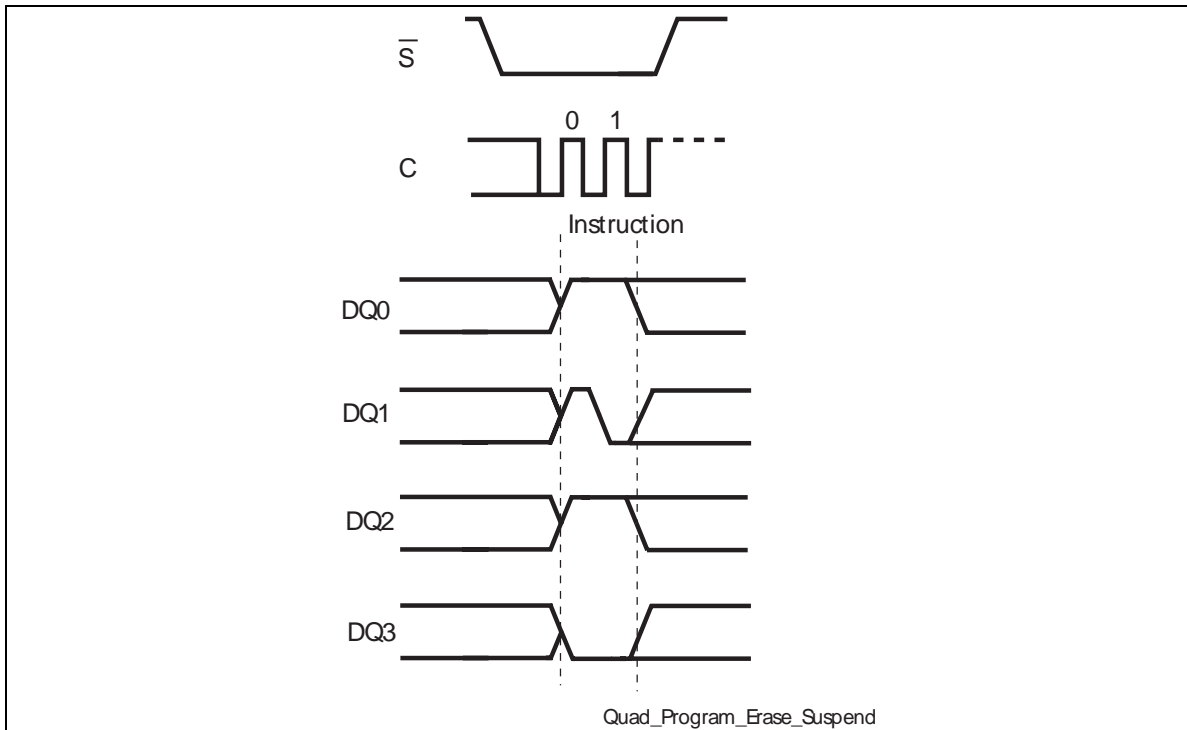 S
0 1
C
Instruction
DQ0
DQ1
DQ2
DQ3
Quad_Program_Erase_Suspend